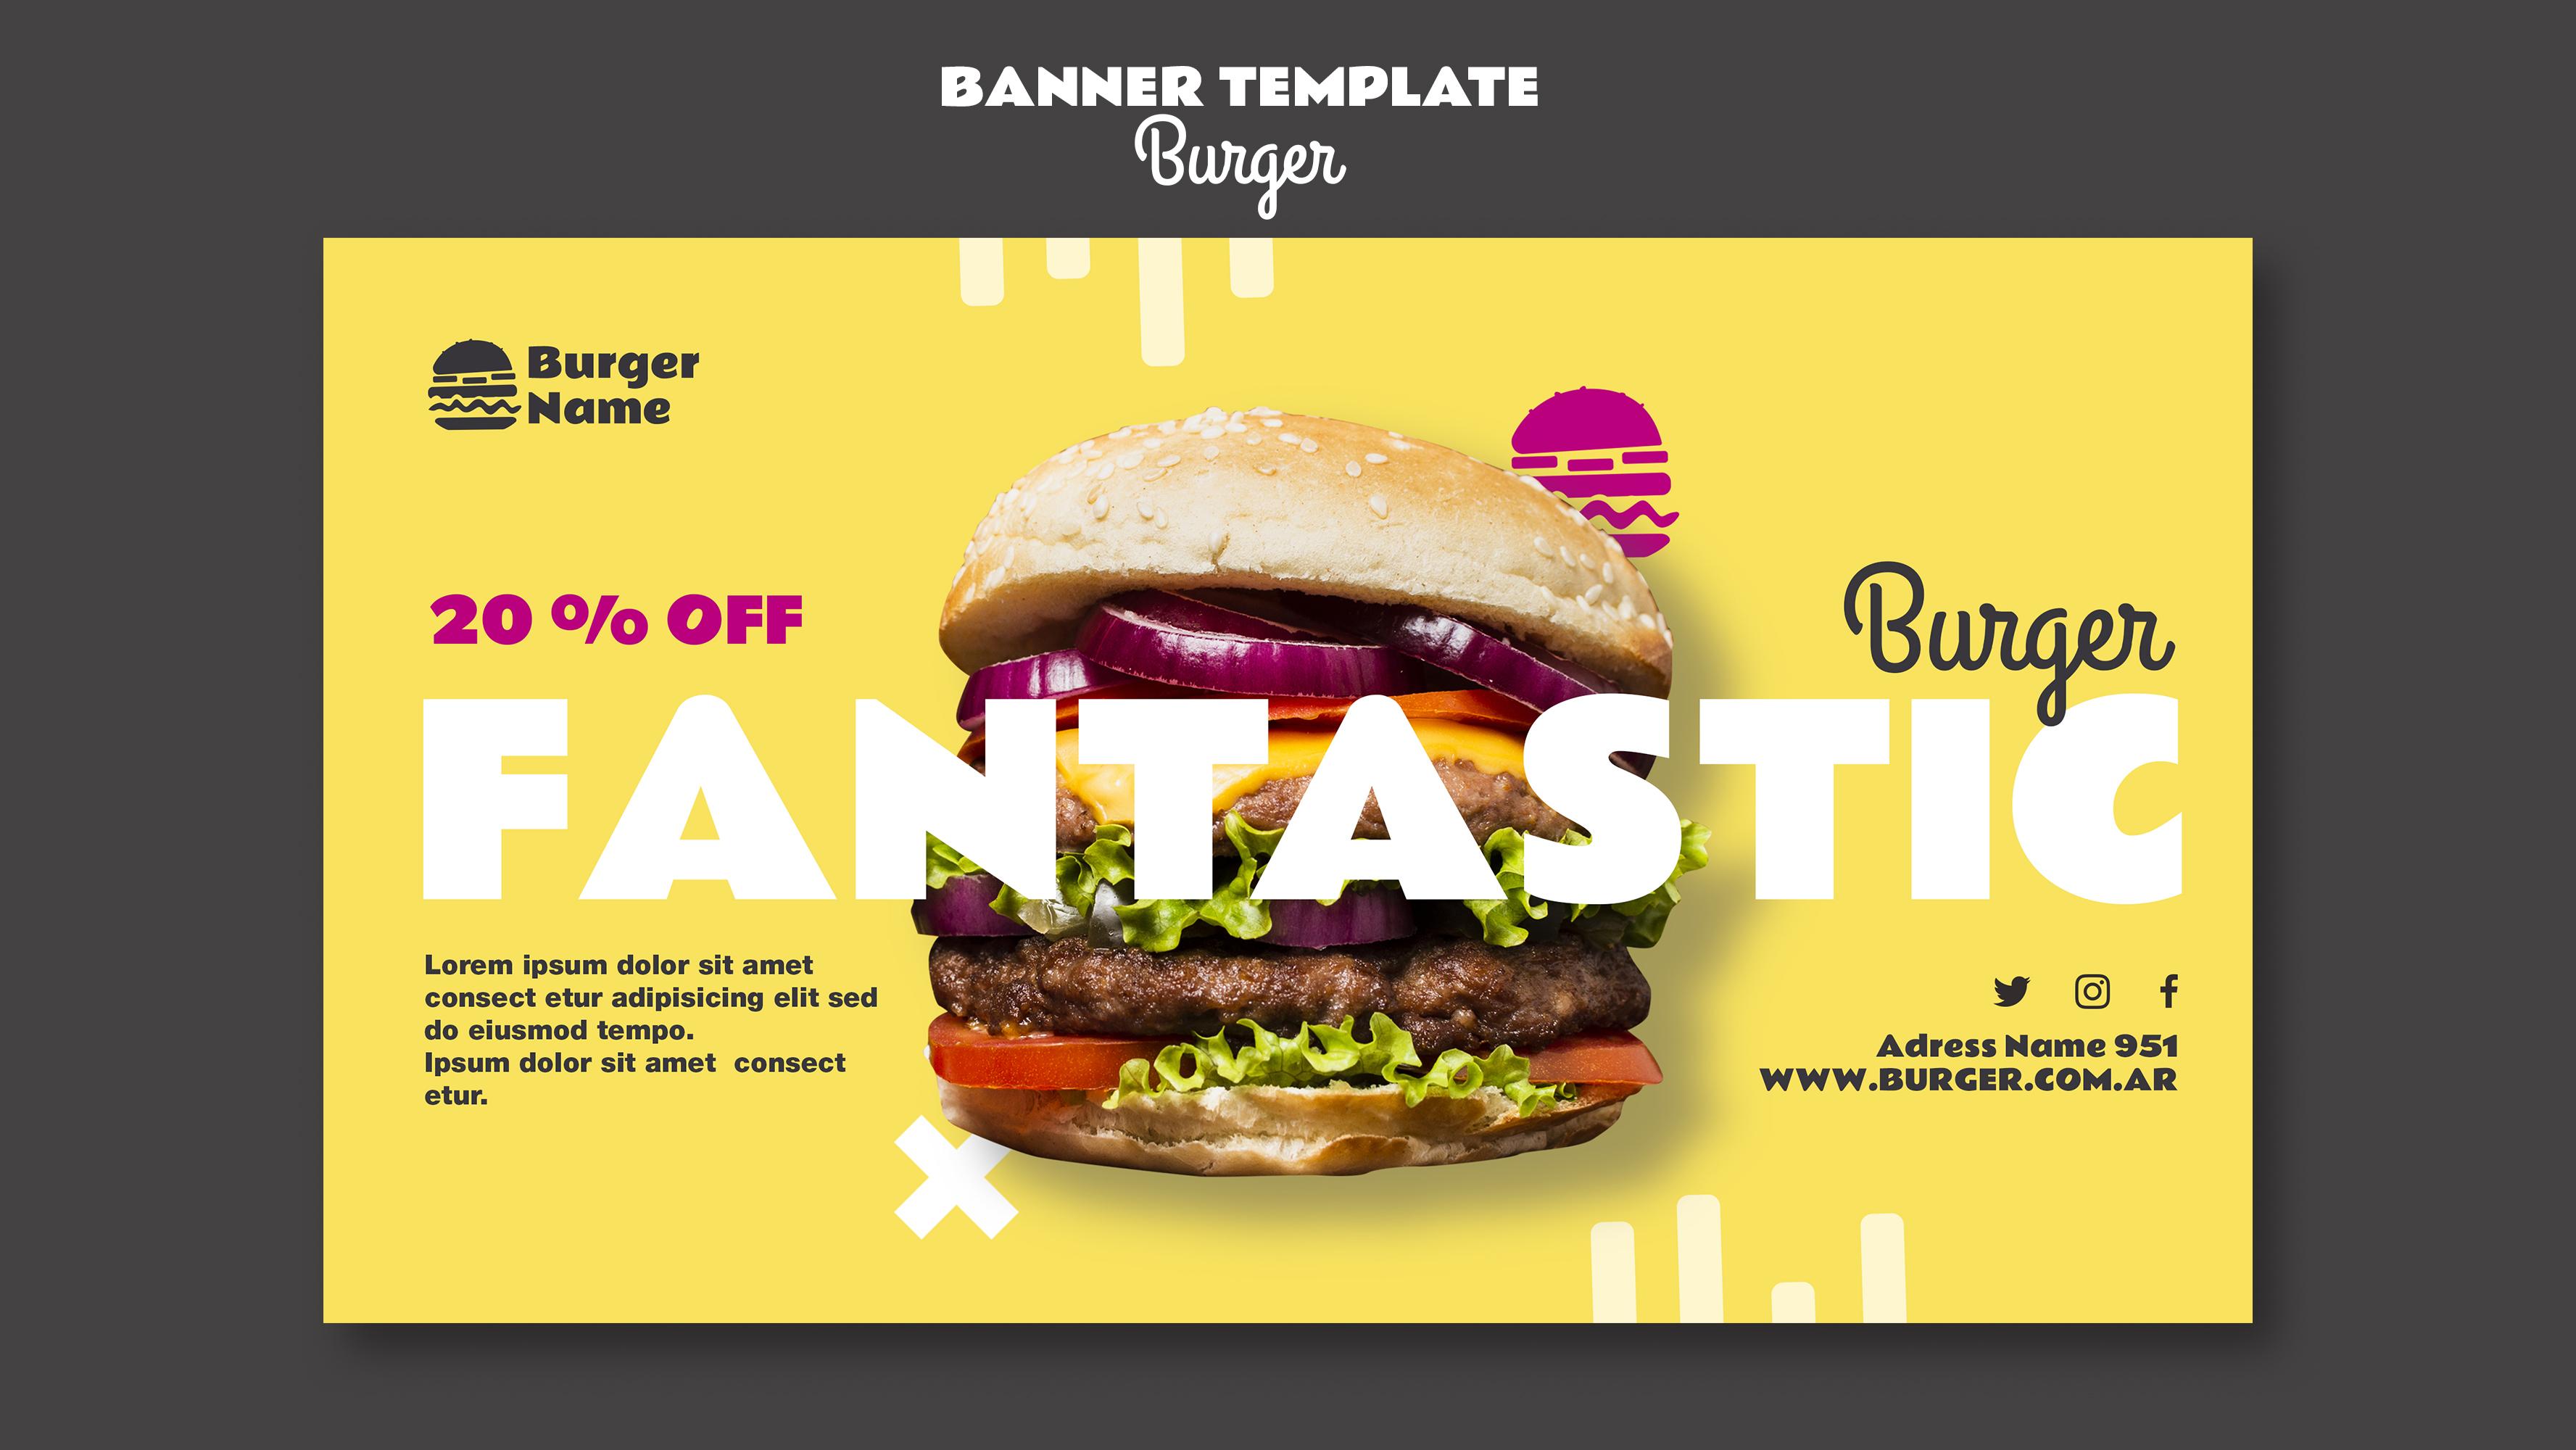 BANNER TEMPLATE
Burger
Burger
Name
20 % OFF
Burger
FANTASTIC
Lorem ipsum dolor sit amet
consect etur adipisicing elit sed
do eiusmod tempo.
Ipsum dolor sit amet  consect
etur.
Adress Name 951
WWW.BURGER.COM.AR